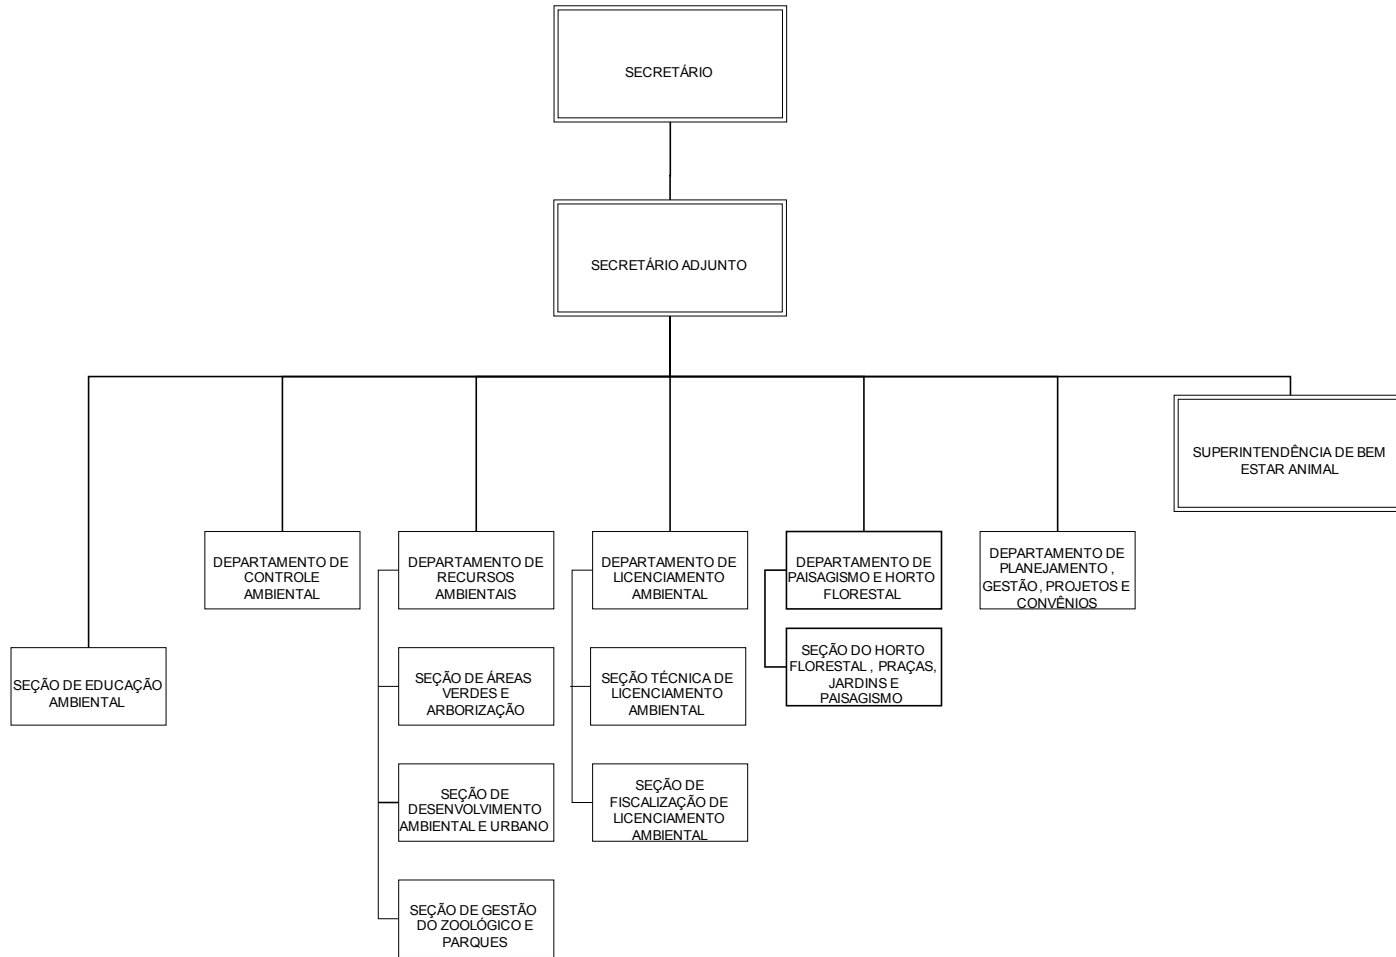 SECRETÁRIO
SECRETÁRIO ADJUNTO
SUPERINTENDÊNCIA DE BEM
ESTAR ANIMAL
DEPARTAMENTO DE
CONTROLE
AMBIENTAL
DEPARTAMENTO DE
RECURSOS
AMBIENTAIS
DEPARTAMENTO DE
LICENCIAMENTO
AMBIENTAL
DEPARTAMENTO DE
PAISAGISMO E HORTO
FLORESTAL
DEPARTAMENTO DE
PLANEJAMENTO ,
GESTÃO, PROJETOS E
CONVÊNIOS
SEÇÃO DE EDUCAÇÃO
AMBIENTAL
SEÇÃO DE ÁREAS
VERDES E
ARBORIZAÇÃO
SEÇÃO TÉCNICA DE
LICENCIAMENTO
AMBIENTAL
SEÇÃO DO HORTO
FLORESTAL , PRAÇAS,
JARDINS E
PAISAGISMO
SEÇÃO DE
DESENVOLVIMENTO
AMBIENTAL E URBANO
SEÇÃO DE
FISCALIZAÇÃO DE
LICENCIAMENTO
AMBIENTAL
SEÇÃO DE GESTÃO
DO ZOOLÓGICO E
PARQUES